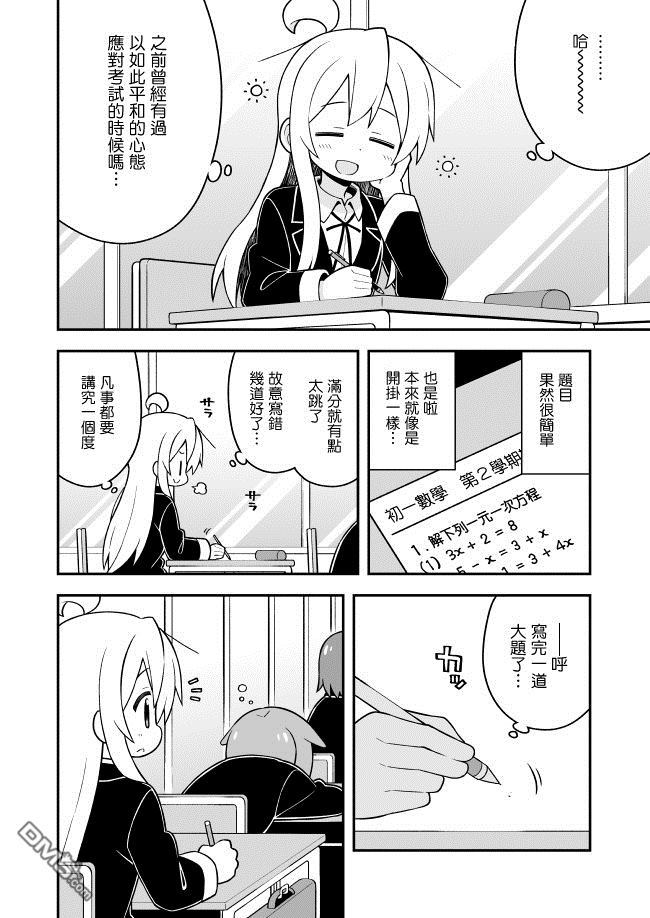 ………
哈~~~~~~
之前曾經有過
以如此平和的心態
應對考試的時候嗎…
題目
果然很簡單
也是啦
本來就像是
開掛一樣…
初一數學 第2學期
1.解下列一元一次方程
(1) 3x + 2 = 8
5 - x = 3 + x
1 = 3 + 4x
滿分就有點
太跳了
故意寫錯
幾道好了…
凡事都要
講究一個度
サラ
サラ
──呼
寫完一道
大題了…
カッ
DM5.com